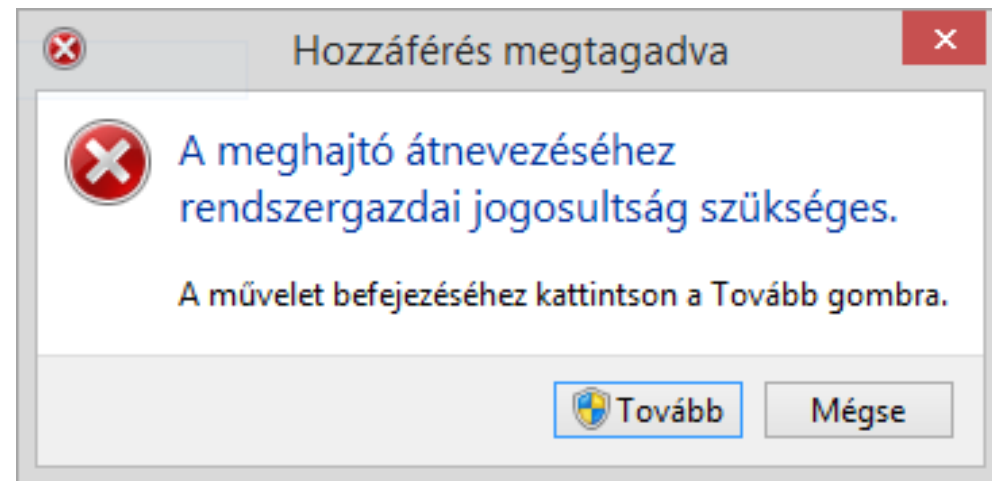 Hozzáférés megtagadva
A meghajtó átnevezéséhez
rendszergazdai jogosultság szükséges.
A művelet befejezéséhez kattintson a Tovább gombra.
Tovább
Mégse